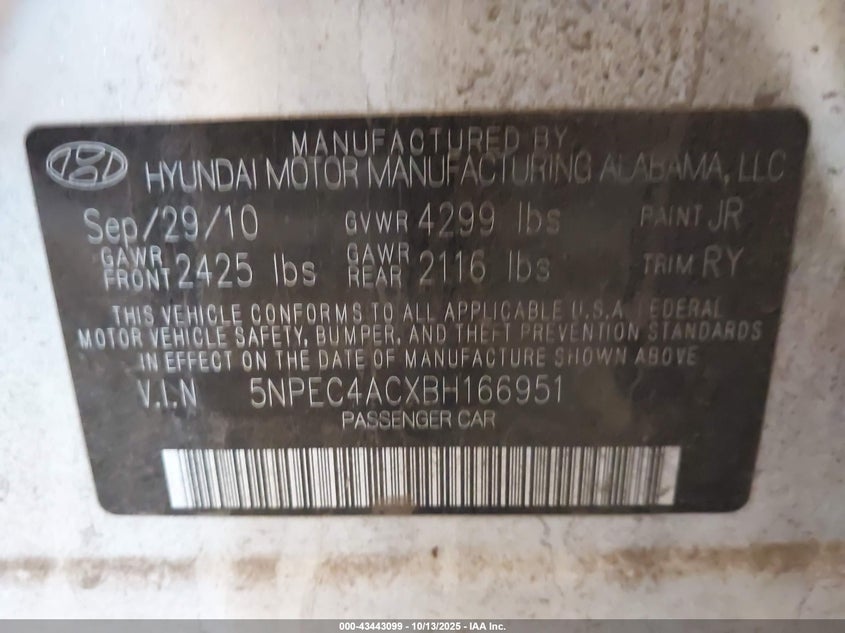 MANUFACTURED BY
HYUNDAI MOTOR MANUFACTURING ALABAMA, LLC
Sep/29/10 GVWR 4299 lbs PAINT JR
GAWR FRONT 2425 lbs GAWR REAR 2116 lbs TRIM RY
THIS VEHICLE CONFORMS TO ALL APPLICABLE U.S.A. FEDERAL
MOTOR VEHICLE SAFETY, BUMPER, AND THEFT PREVENTION STANDARDS
IN EFFECT ON THE DATE OF MANUFACTURE SHOWN ABOVE
V.I.N 5NPEC4ACXBH166951
PASSENGER CAR
000-43443099 - 10/13/2025 - IAA Inc.